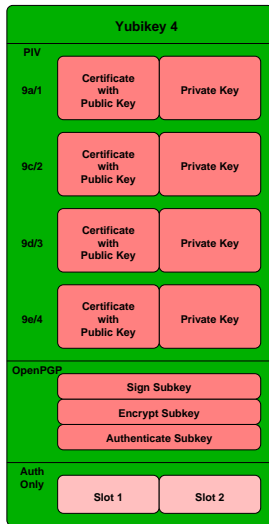 Yubikey 4
PIV
9a/1
Certificate
with
Public Key
Private Key
9c/2
Certificate
with
Public Key
Private Key
9d/3
Certificate
with
Public Key
Private Key
9e/4
Certificate
with
Public Key
Private Key
OpenPGP
Sign Subkey
Encrypt Subkey
Authenticate Subkey
Auth
Only
Slot 1
Slot 2